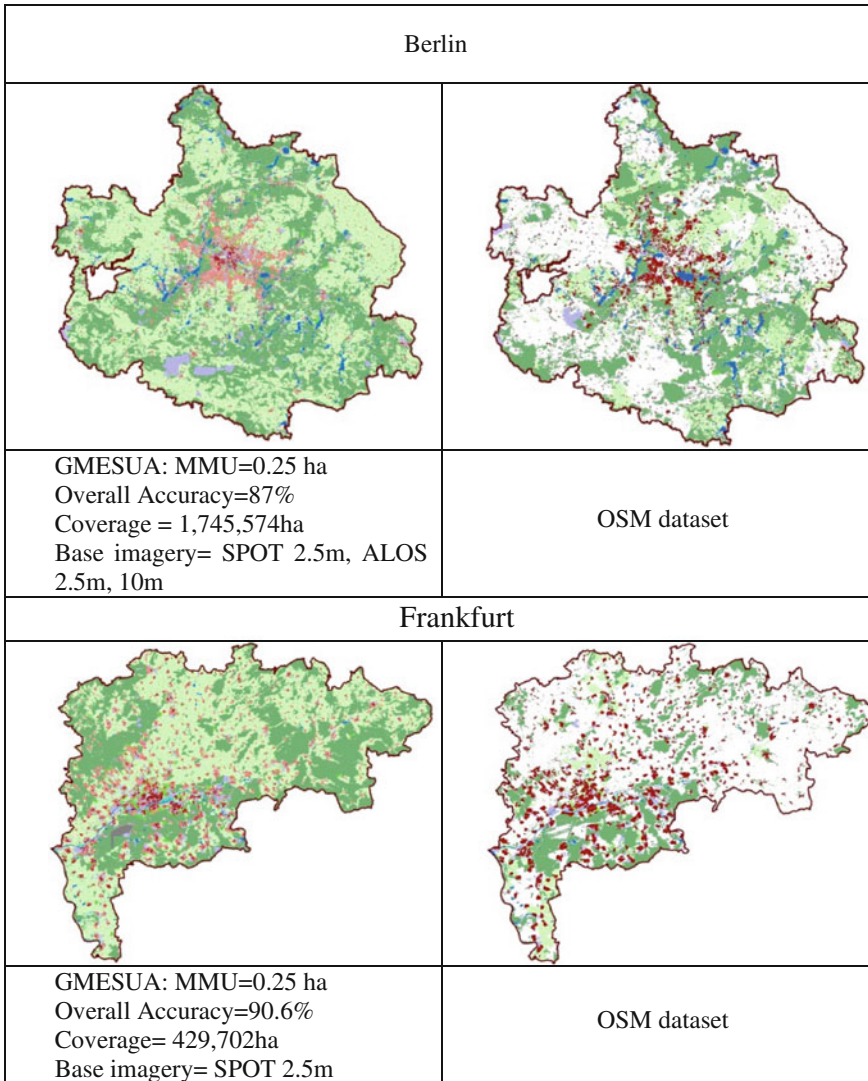 Berlin
GMESUA: MMU=0.25 ha
Overall Accuracy=87%
Coverage = 1,745,574ha
Base imagery= SPOT 2.5m, ALOS
2.5m, 10m
OSM dataset
Frankfurt
GMESUA: MMU=0.25 ha
Overall Accuracy=90.6%
Coverage= 429,702ha
Base imagery= SPOT 2.5m
OSM dataset